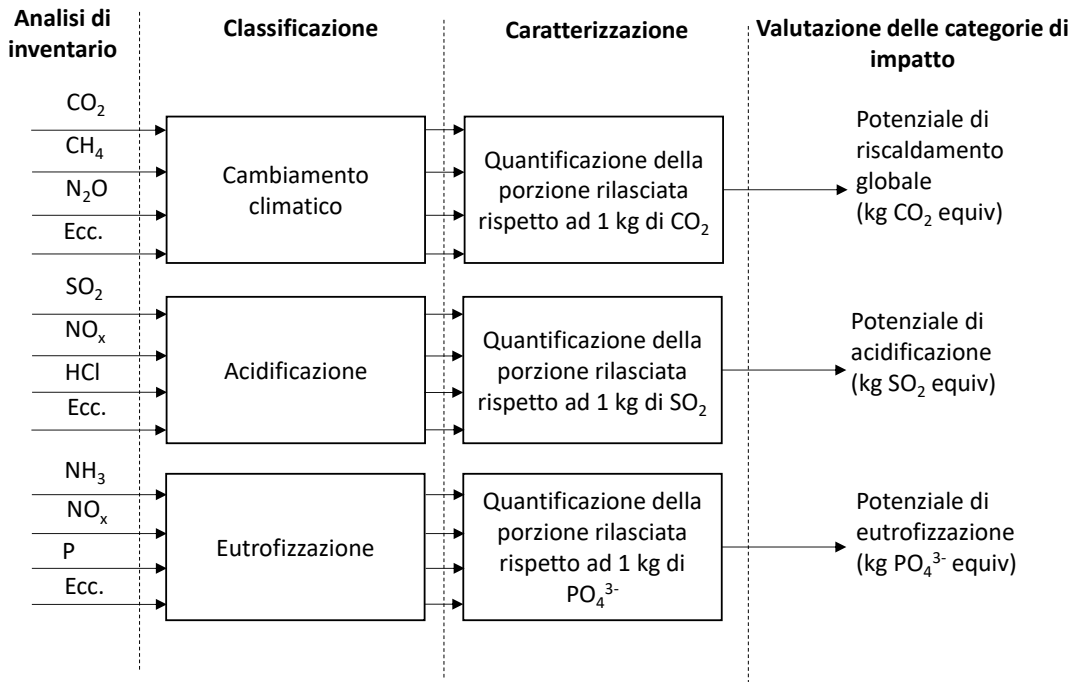 Analisi di
inventario
Classificazione
Caratterizzazione
Valutazione delle categorie di
impatto
CO₂
CH₄
N₂O
Ecc.
Cambiamento
climatico
Quantificazione della
porzione rilasciata
rispetto ad 1 kg di CO₂
Potenziale di
riscaldamento
globale
(kg CO₂ equiv)
SO₂
NOₓ
HCl
Ecc.
Acidificazione
Quantificazione della
porzione rilasciata
rispetto ad 1 kg di SO₂
Potenziale di
acidificazione
(kg SO₂ equiv)
NH₃
NOₓ
P
Ecc.
Eutrofizzazione
Quantificazione della
porzione rilasciata
rispetto ad 1 kg di
PO₄³⁻
Potenziale di
eutrofizzazione
(kg PO₄³⁻ equiv)